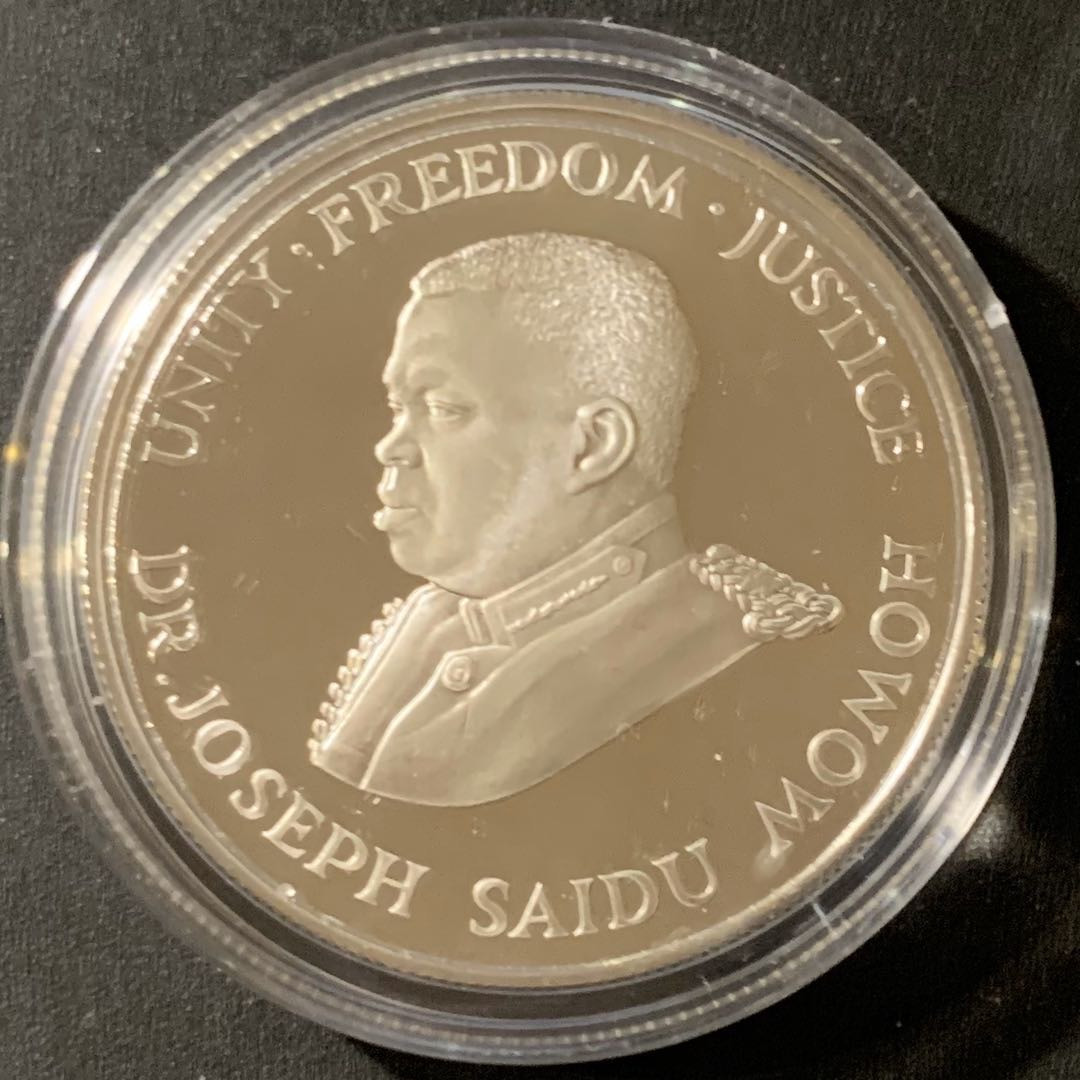 UNITY · FREEDOM · JUSTICE
DR. JOSEPH SAIDU MOMOH